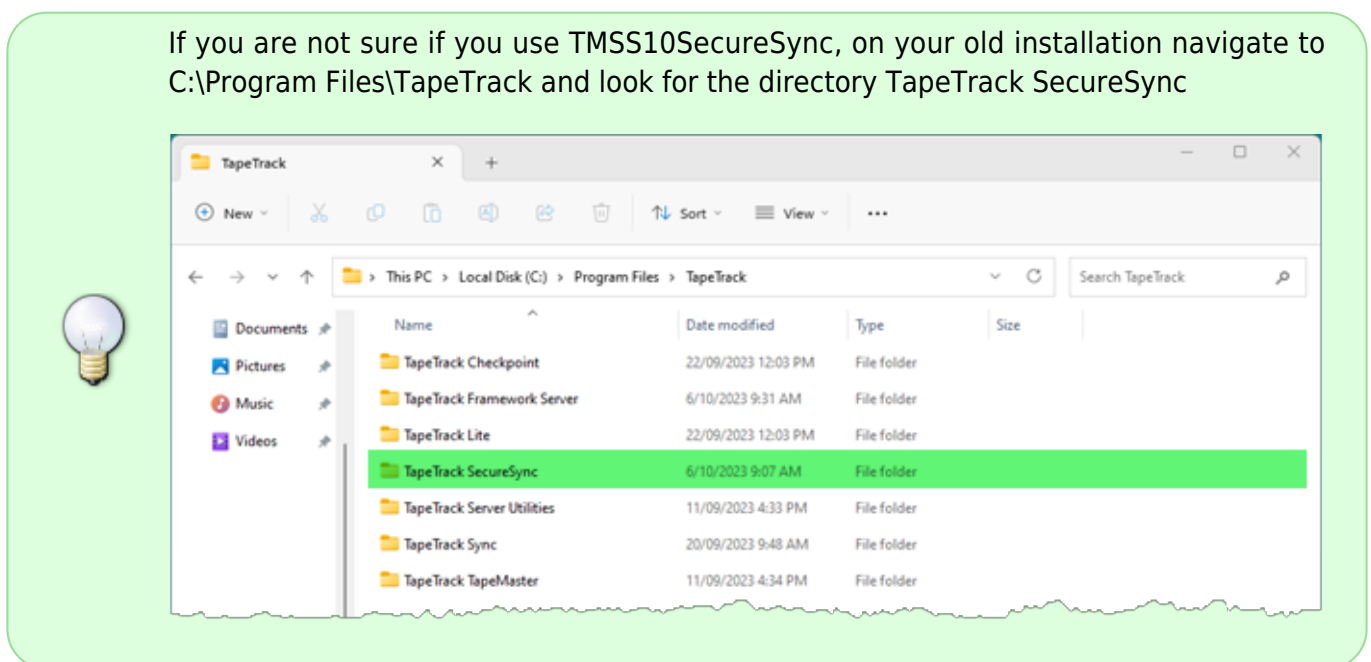 If you are not sure if you use TMSS10SecureSync, on your old installation navigate to
C:\Program Files\TapeTrack and look for the directory TapeTrack SecureSync
TapeTrack
New
Sort
View
This PC > Local Disk (C:) > Program Files > TapeTrack
Search TapeTrack
Documents
Pictures
Music
Videos
Name Date modified Type Size
TapeTrack Checkpoint 22/09/2023 12:03 PM File folder
TapeTrack Framework Server 6/10/2023 9:31 AM File folder
TapeTrack Lite 22/09/2023 12:03 PM File folder
TapeTrack SecureSync 6/10/2023 9:07 AM File folder
TapeTrack Server Utilities 11/09/2023 4:33 PM File folder
TapeTrack Sync 20/09/2023 9:48 AM File folder
TapeTrack TapeMaster 11/09/2023 4:34 PM File folder